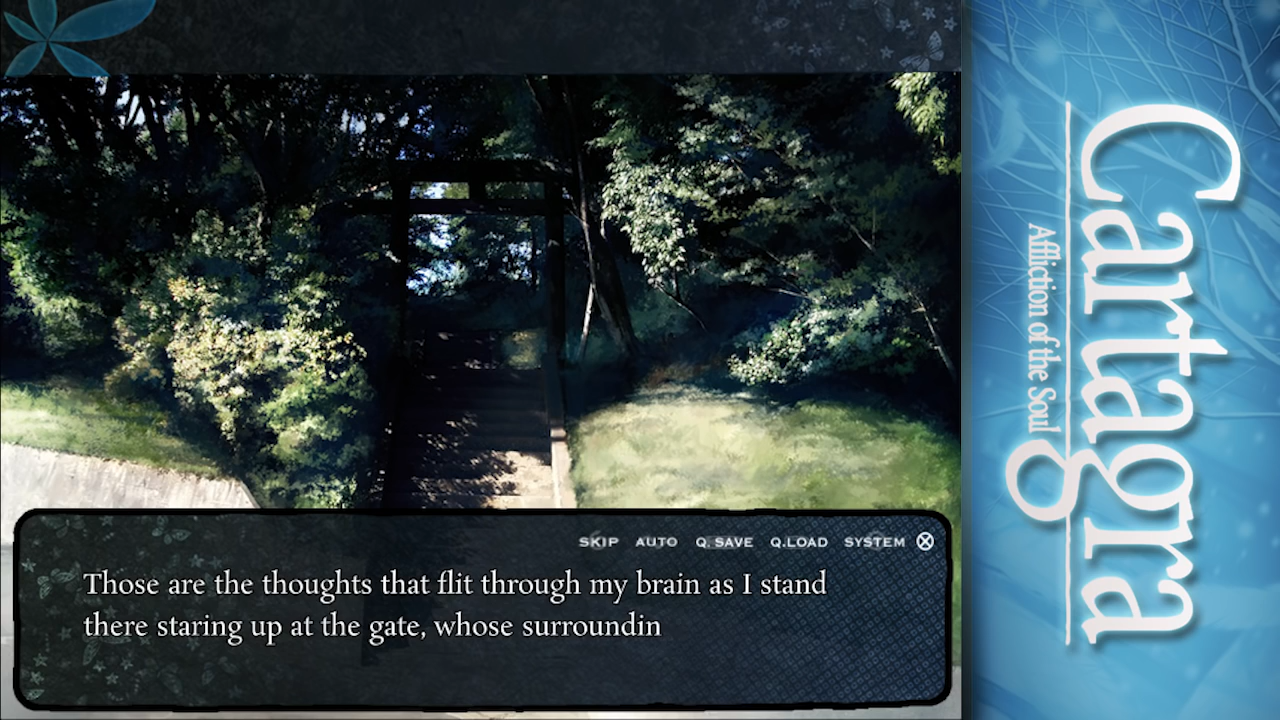 SKIP AUTO Q. SAVE Q.LOAD SYSTEM
Those are the thoughts that flit through my brain as I stand
there staring up at the gate, whose surroundin
Cartagra
Affliction of the Soul